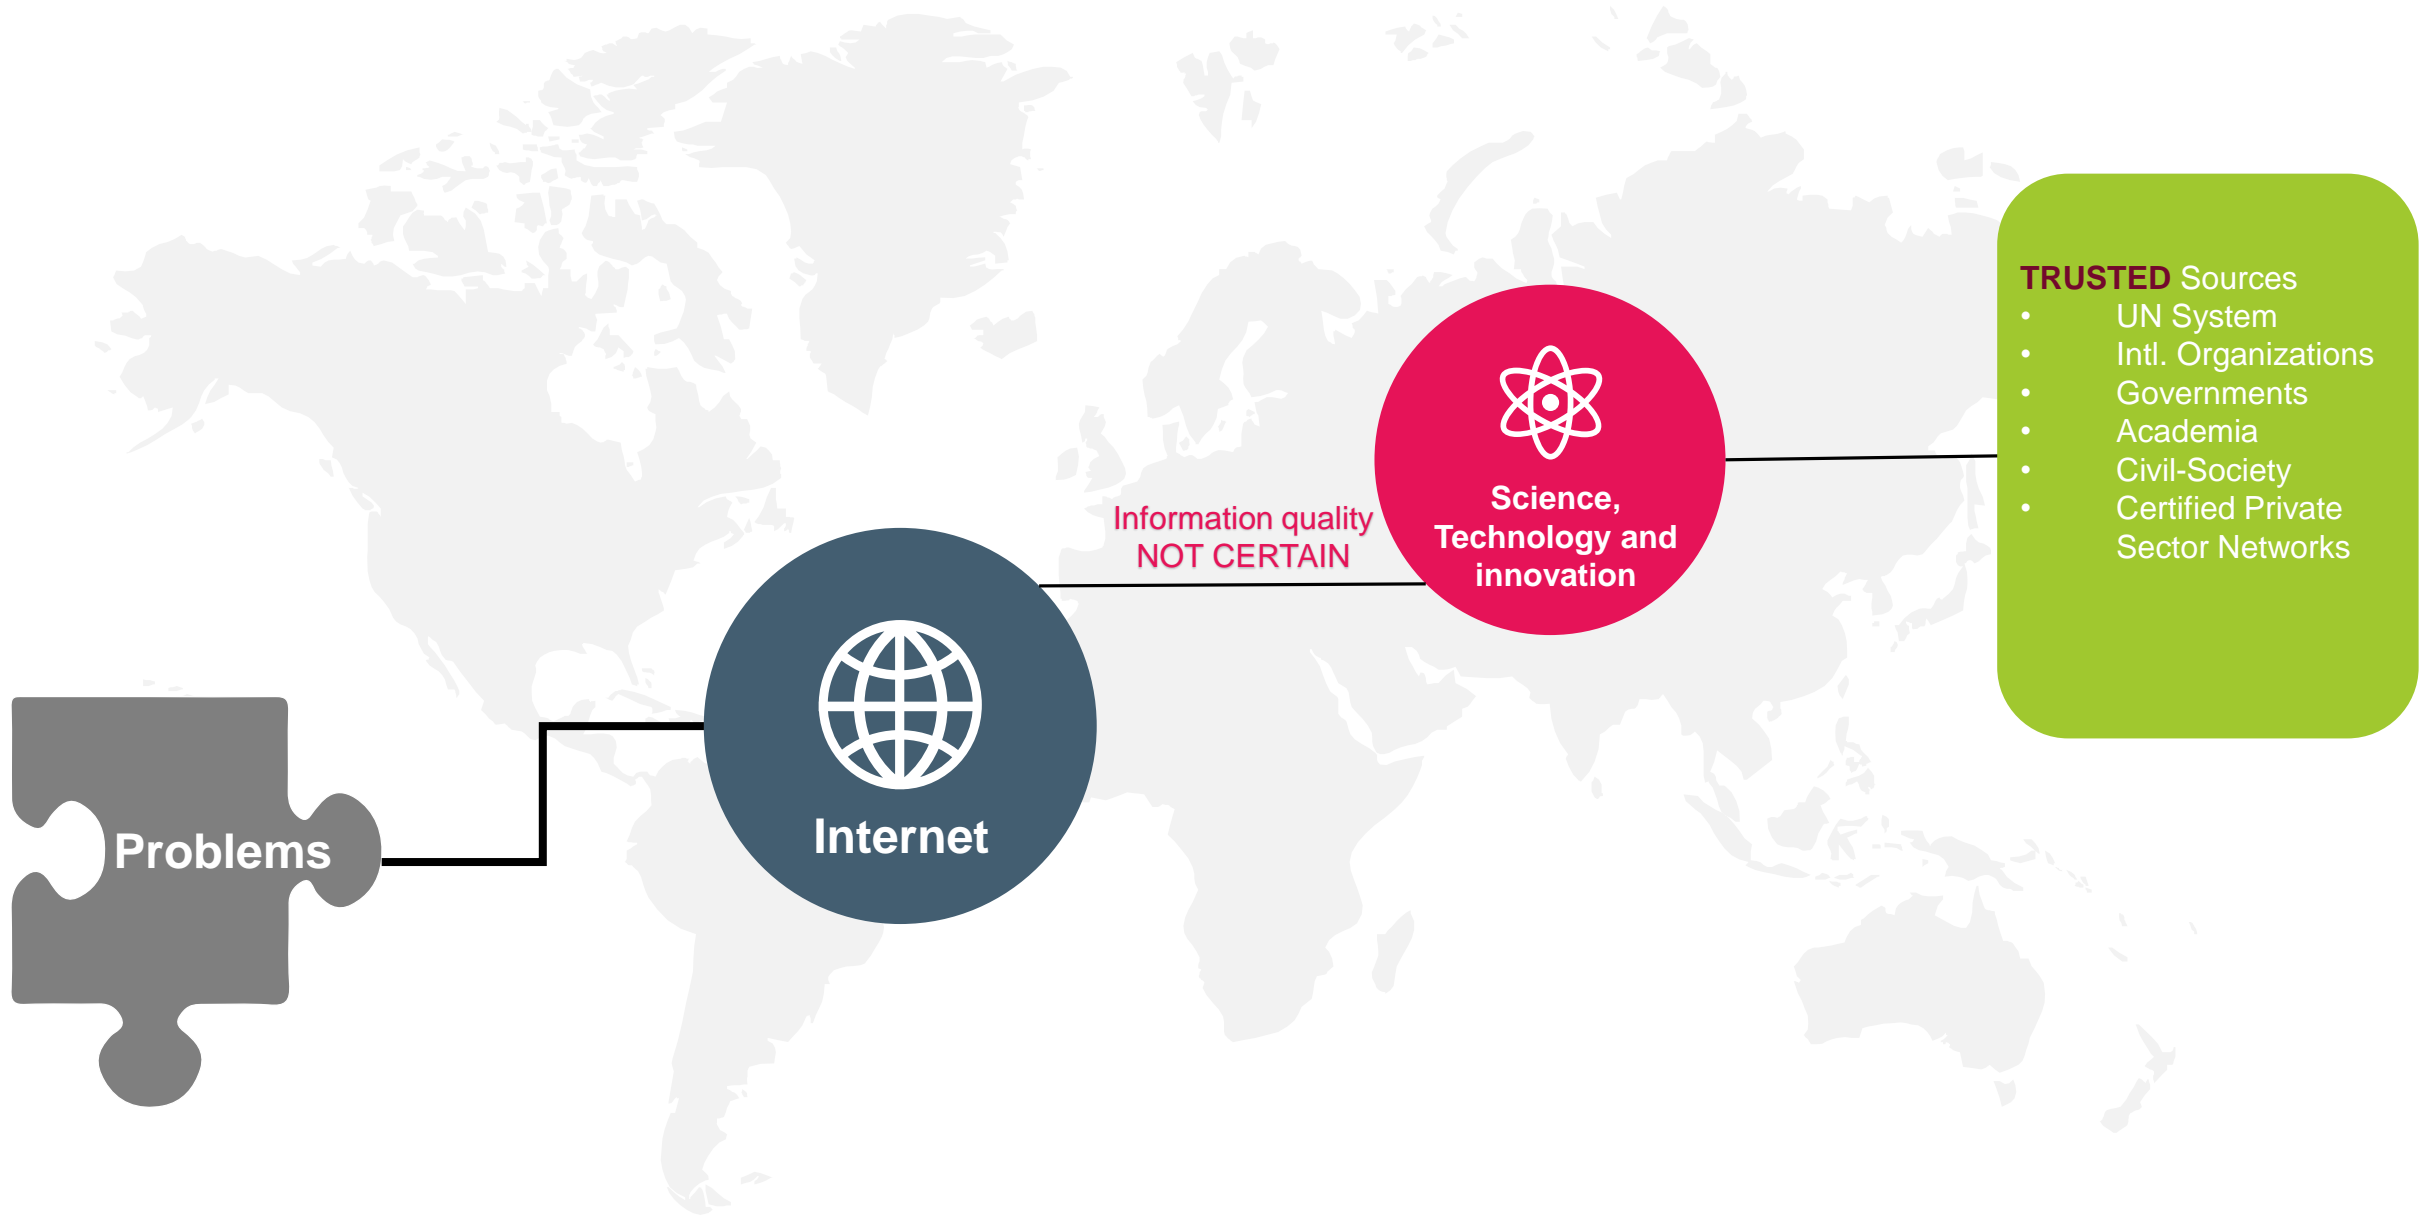 Problems
Internet
Information quality
NOT CERTAIN
Science,
Technology and
innovation
TRUSTED Sources
• UN System
• Intl. Organizations
• Governments
• Academia
• Civil-Society
• Certified Private
Sector Networks